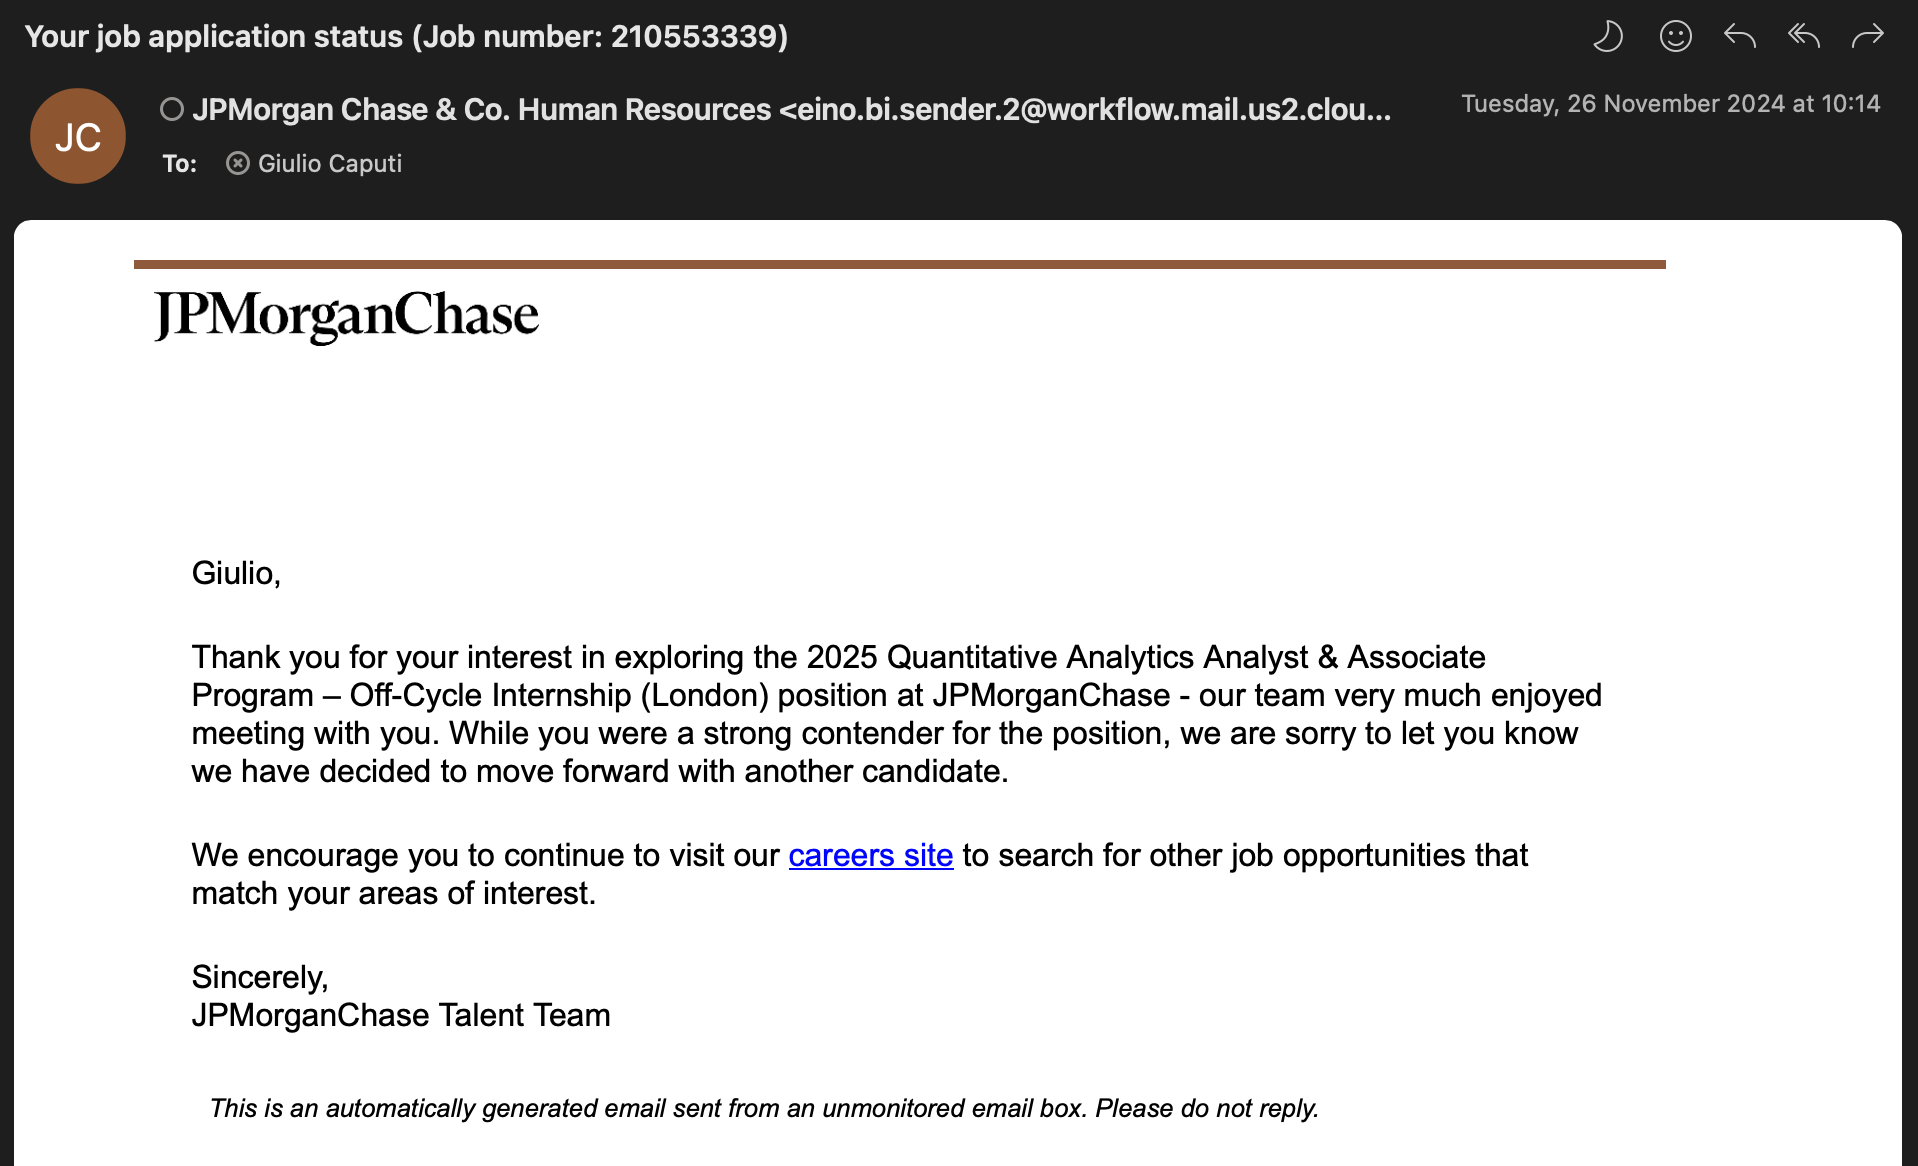 Your job application status (Job number: 210553339)
JC
JPMorgan Chase & Co. Human Resources <eino.bi.sender.2@workflow.mail.us2.clou...
Tuesday, 26 November 2024 at 10:14
To: Giulio Caputi
JPMorganChase
Giulio,
Thank you for your interest in exploring the 2025 Quantitative Analytics Analyst & Associate
Program – Off-Cycle Internship (London) position at JPMorganChase - our team very much enjoyed
meeting with you. While you were a strong contender for the position, we are sorry to let you know
we have decided to move forward with another candidate.
We encourage you to continue to visit our careers site to search for other job opportunities that
match your areas of interest.
Sincerely,
JPMorganChase Talent Team
This is an automatically generated email sent from an unmonitored email box. Please do not reply.